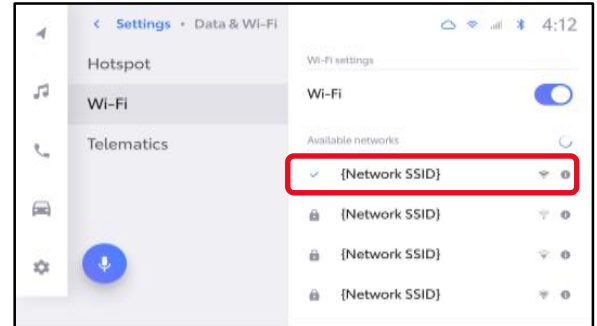 Settings • Data & Wi-Fi
4:12
Hotspot
Wi-Fi
Telematics
Wi-Fi settings
Wi-Fi
Available networks
{Network SSID}
{Network SSID}
{Network SSID}
{Network SSID}